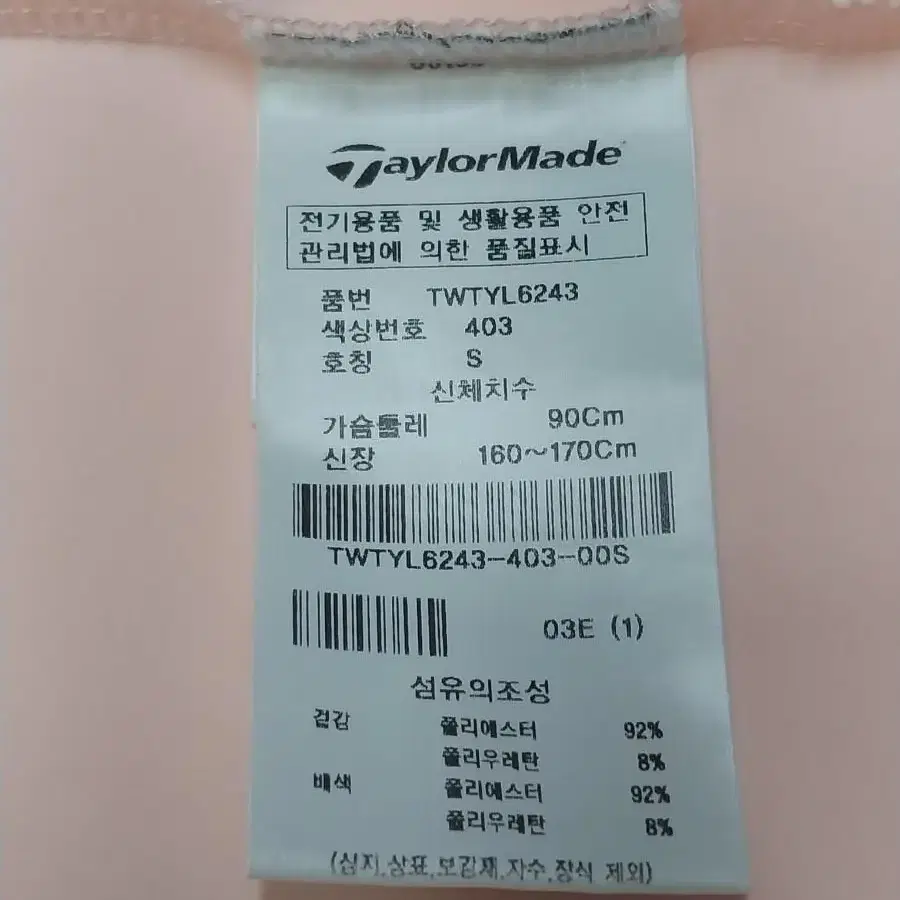 TaylorMade
전기용품 및 생활용품 안전
관리법에 의한 품질표시
품번 TWTYL6243
색상번호 403
호칭 S
신체치수
가슴둘레 90Cm
신장 160~170Cm
TWTYL6243-403-00S
03E (1)
섬유의조성
겉감 폴리에스터 92%
폴리우레탄 8%
배색 폴리에스터 92%
폴리우레탄 8%
(심지,상표,보강재,자수,장식 제외)